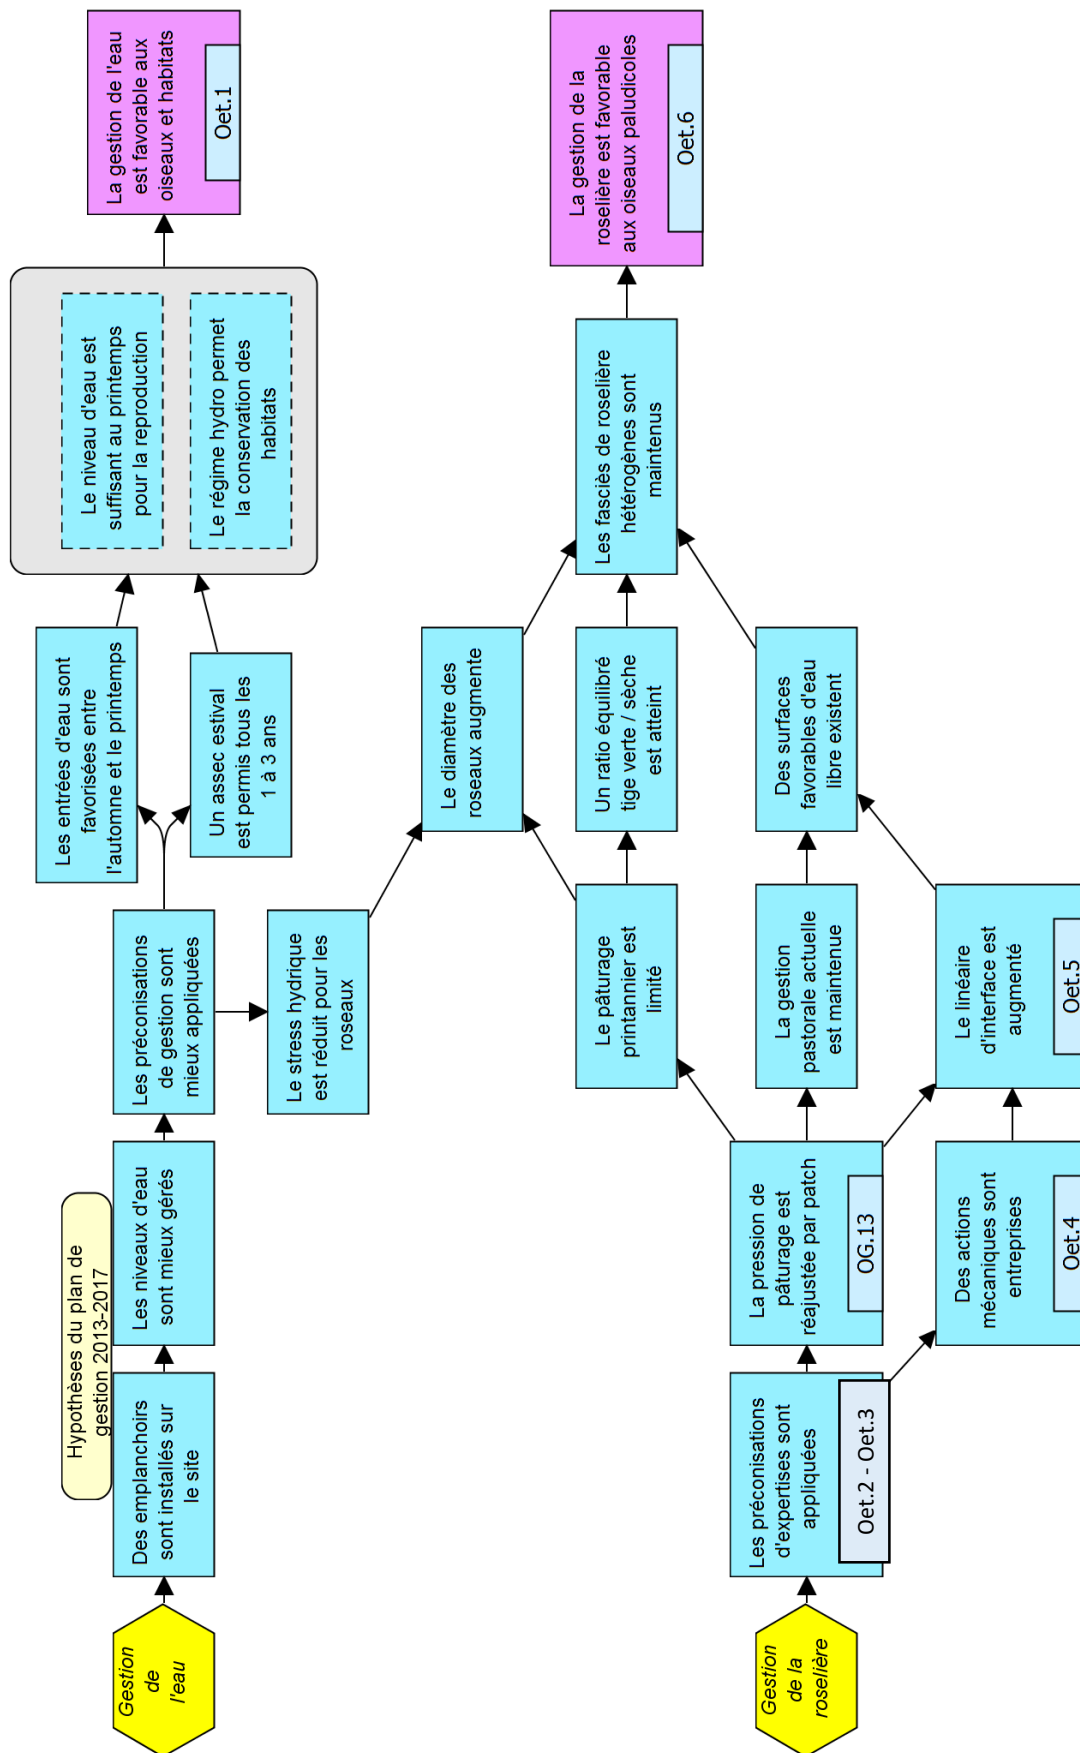 Hypothèses du plan de
gestion 2013-2017
Gestion
de
l'eau
Des emplanchoirs
sont installés sur
le site
Les niveaux d'eau
sont mieux gérés
Les préconisations
de gestion sont
mieux appliquées
Les entrées d'eau sont
favorisées entre
l'automne et le printemps
Un assec estival
est permis tous les
1 à 3 ans
Le niveau d'eau est
suffisant au printemps
pour la reproduction
Le régime hydro permet
la conservation des
habitats
La gestion de l'eau
est favorable aux
oiseaux et habitats
Oet.1
Le stress hydrique
est réduit pour les
roseaux
Le diamètre des
roseaux augmente
Gestion
de la
roselière
Les préconisations
d'expertises sont
appliquées
Oet.2 - Oet.3
La pression de
pâturage est
réajustée par patch
OG.13
Le pâturage
printannier est
limité
Un ratio équilibré
tige verte / sèche
est atteint
Les fasciès de roselière
hétérogènes sont
maintenus
La gestion de la
roselière est favorable
aux oiseaux paludicoles
Oet.6
La gestion
pastorale actuelle
est maintenue
Des surfaces
favorables d'eau
libre existent
Des actions
mécaniques sont
entreprises
Oet.4
Le linéaire
d'interface est
augmenté
Oet.5